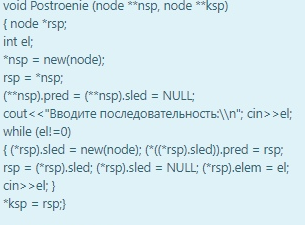 void Postroenie (node **nsp, node **ksp)
{ node *rsp;
int el;
*nsp = new(node);
rsp = *nsp;
(**nsp).pred = (**nsp).sled = NULL;
cout<<"Вводите последовательность:\\n"; cin>>el;
while (el!=0)
{ (*rsp).sled = new(node); (*((*rsp).sled)).pred = rsp;
rsp = (*rsp).sled; (*rsp).sled = NULL; (*rsp).elem = el;
cin>>el; }
*ksp = rsp;}